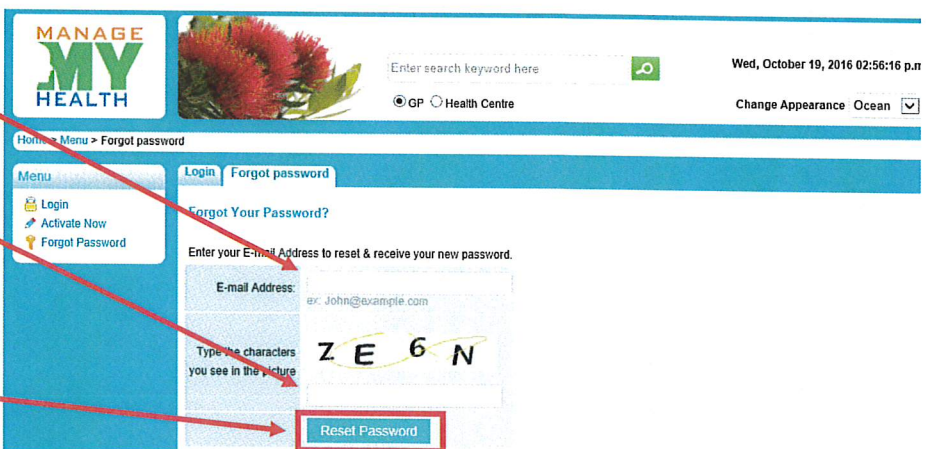 MANAGE
MY
HEALTH
Enter search keyword here
GP Health Centre
Wed, October 19, 2016 02:56:16 p.m
Change Appearance Ocean
Home > Menu > Forgot password
Menu
Login
Activate Now
Forgot Password
Login Forgot password
Forgot Your Password?
Enter your E-mail Address to reset & receive your new password.
E-mail Address:
ex: John@example.com
Type the characters
you see in the picture
Z E 6 N
Reset Password